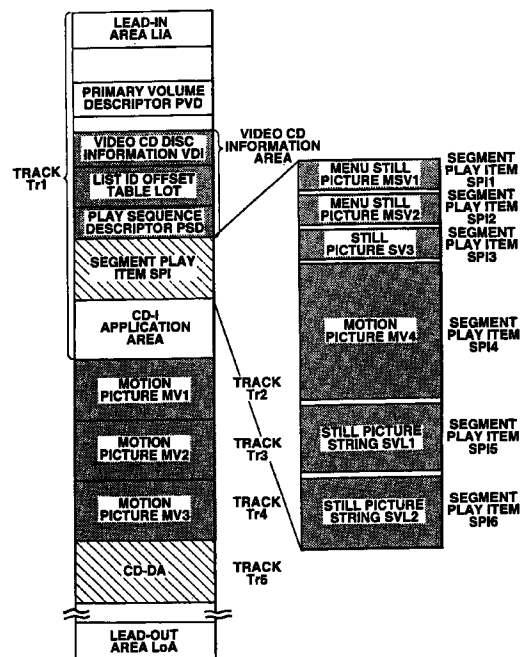 LEAD-IN
AREA LIA
PRIMARY VOLUME
DESCRIPTOR PVD
VIDEO CD DISC
INFORMATION VDI
LIST ID OFFSET
TABLE LOT
PLAY SEQUENCE
DESCRIPTOR PSD
SEGMENT PLAY
ITEM SPI
CD-I
APPLICATION
AREA
MOTION
PICTURE MV1
MOTION
PICTURE MV2
MOTION
PICTURE MV3
CD-DA
LEAD-OUT
AREA LoA
TRACK
Tr1
VIDEO CD
INFORMATION
AREA
TRACK
Tr2
TRACK
Tr3
TRACK
Tr4
TRACK
Tr5
MENU STILL
PICTURE MSV1
MENU STILL
PICTURE MSV2
STILL
PICTURE SV3
MOTION
PICTURE MV4
STILL PICTURE
STRING SVL1
STILL PICTURE
STRING SVL2
SEGMENT
PLAY ITEM
SPI1
SEGMENT
PLAY ITEM
SPI2
SEGMENT
PLAY ITEM
SPI3
SEGMENT
PLAY ITEM
SPI4
SEGMENT
PLAY ITEM
SPI5
SEGMENT
PLAY ITEM
SPI6